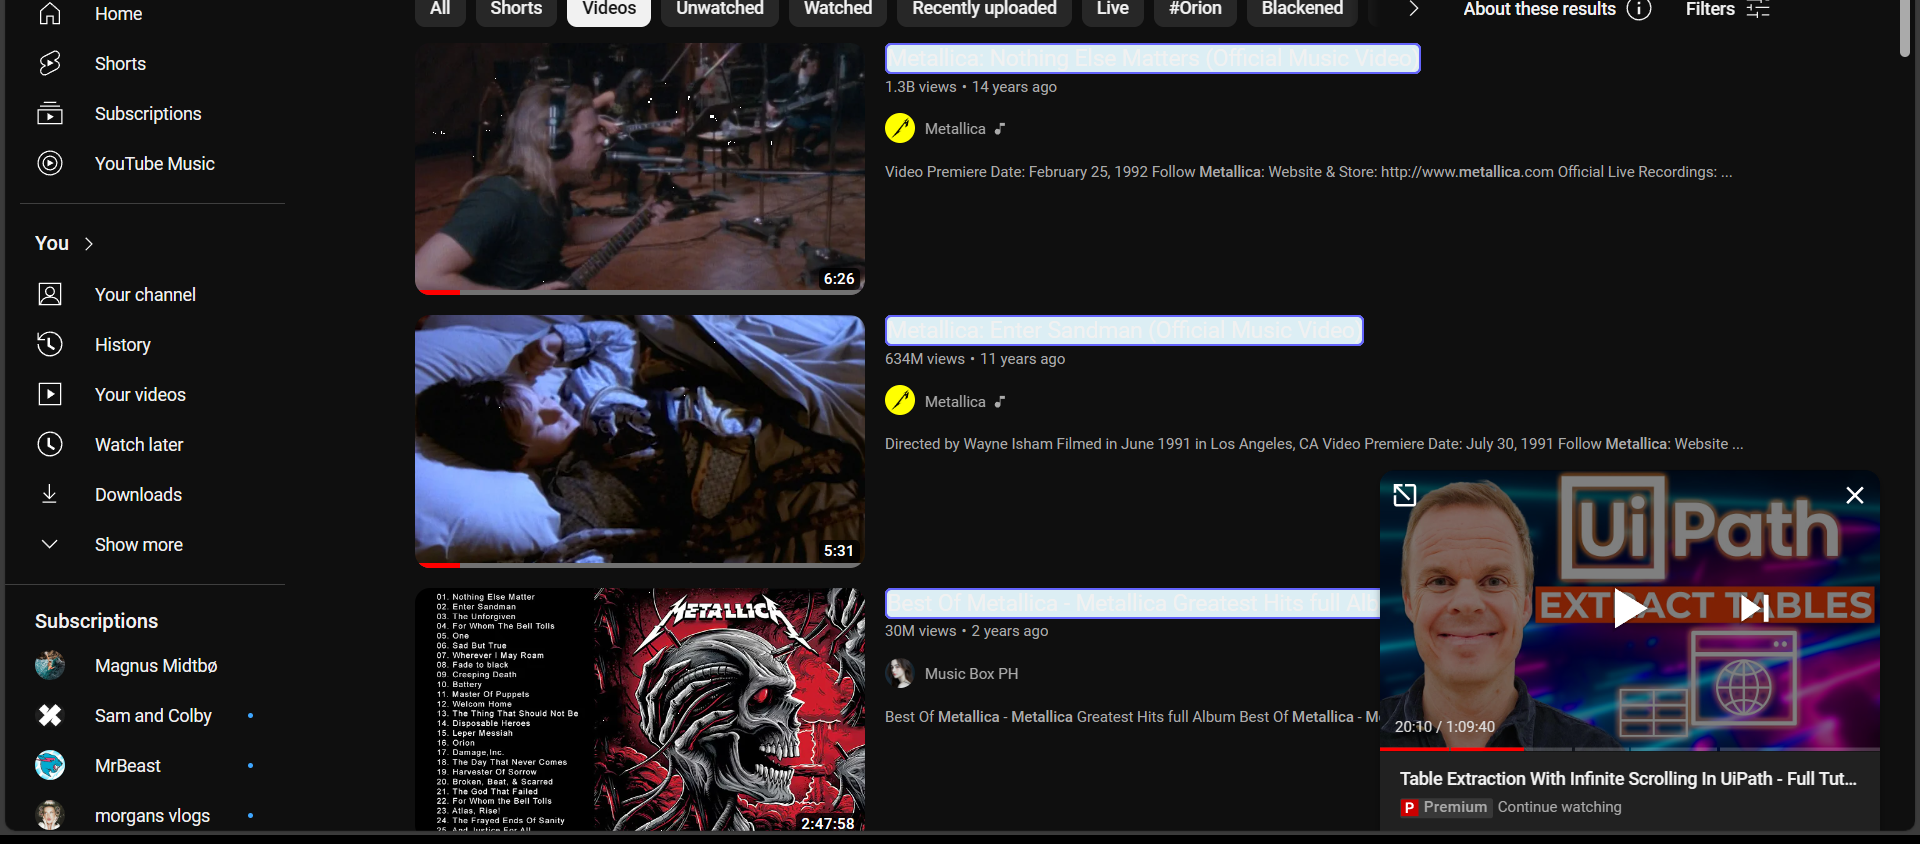 Home
Shorts
Subscriptions
YouTube Music
You
Your channel
History
Your videos
Watch later
Downloads
Show more
Subscriptions
Magnus Midtbø
Sam and Colby
MrBeast
morgans vlogs
All Shorts Videos Unwatched Watched Recently uploaded Live #Orion Blackened
About these results Filters
6:26
Metallica: Nothing Else Matters (Official Music Video
1.3B views • 14 years ago
Metallica
Video Premiere Date: February 25, 1992 Follow Metallica: Website & Store: http://www.metallica.com Official Live Recordings: ...
5:31
Metallica: Enter Sandman (Official Music Video
634M views • 11 years ago
Metallica
Directed by Wayne Isham Filmed in June 1991 in Los Angeles, CA Video Premiere Date: July 30, 1991 Follow Metallica: Website ...
01. Nothing Else Matter
02. Enter Sandman
03. The Unforgiven
04. For Whom The Bell Tolls
05. One
06. Sad But True
07. Wherever I May Roam
08. Fade to black
09. Creeping Death
10. Battery
11. Master Of Puppets
12. Welcom Home
13. The Thing That Should Not Be
14. Disposable Heroes
15. Leper Messiah
16. Orion
17. Damage,Inc.
18. The Day That Never Comes
19. Harvester Of Sorrow
20. Broken, Beat, & Scarred
21. The God That Failed
22. For Whom the Bell Tolls
23. Atlas, Rise!
24. The Frayed Ends Of Sanity
25. And Justice For All
METALLICA
2:47:58
Best Of Metallica - Metallica Greatest Hits full Alb
30M views • 2 years ago
Music Box PH
Best Of Metallica - Metallica Greatest Hits full Album Best Of Metallica - M
UiPath
EXTRACT TABLES
20:10 / 1:09:40
Table Extraction With Infinite Scrolling In UiPath - Full Tut...
P Premium Continue watching